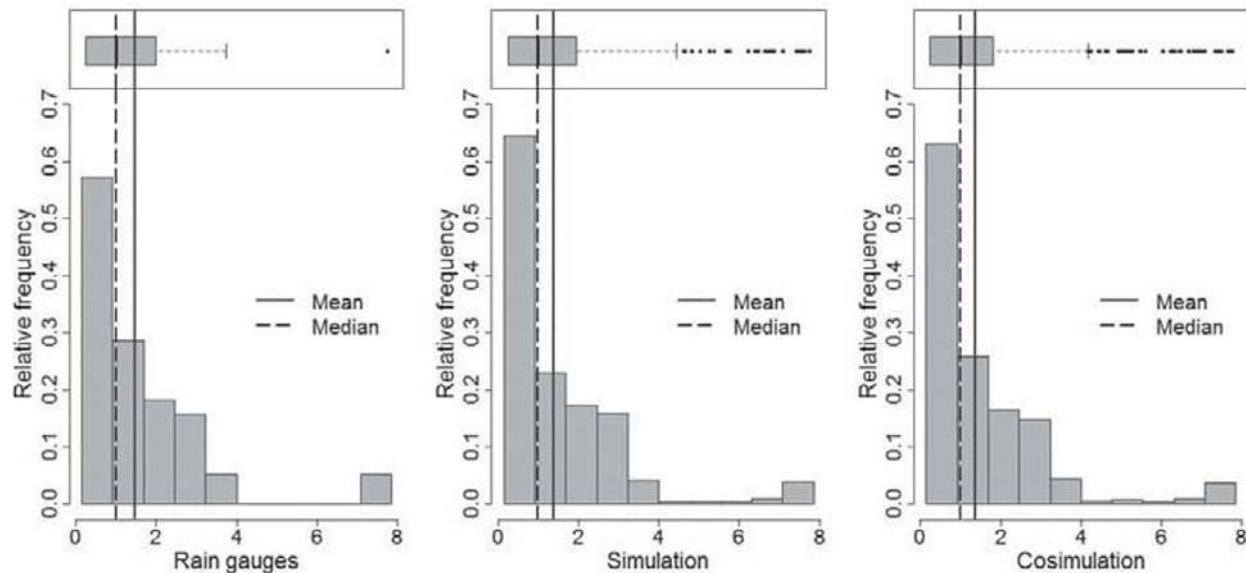 0.0 0.1 0.2 0.3 0.4 0.5 0.6 0.7
Relative frequency
Mean
Median
0 2 4 6 8
Rain gauges
0.0 0.1 0.2 0.3 0.4 0.5 0.6 0.7
Relative frequency
Mean
Median
0 2 4 6 8
Simulation
0.0 0.1 0.2 0.3 0.4 0.5 0.6 0.7
Relative frequency
Mean
Median
0 2 4 6 8
Cosimulation